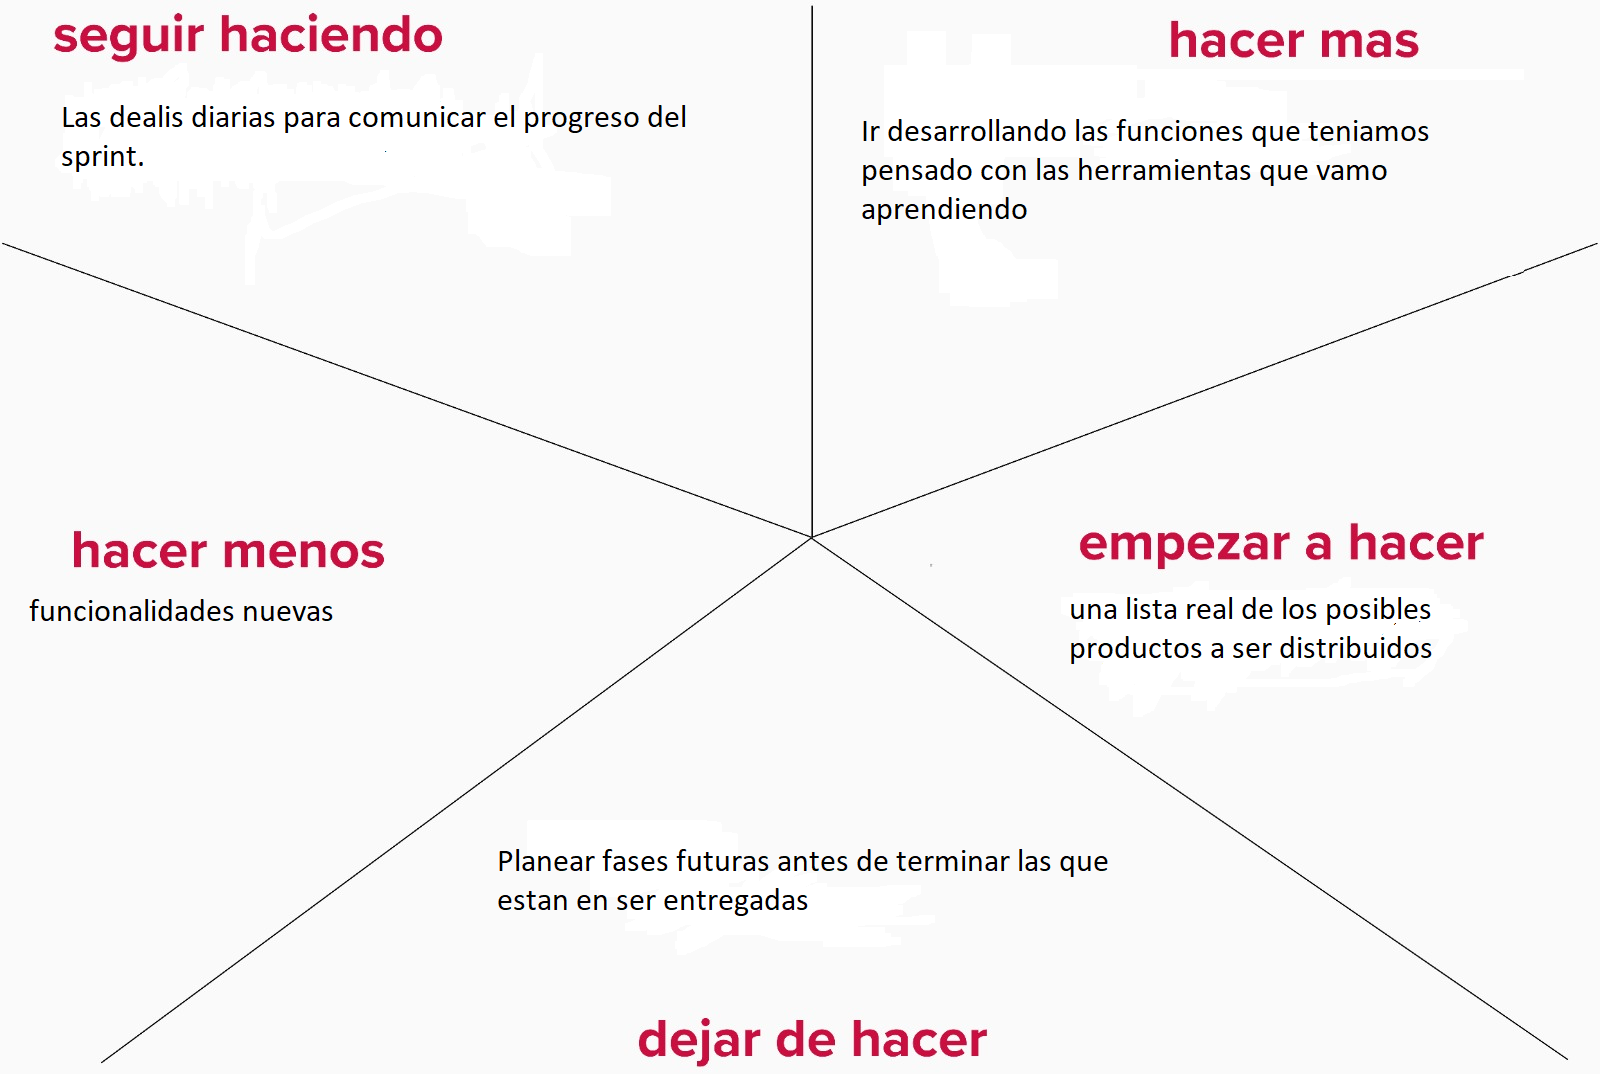 seguir haciendo
Las dealis diarias para comunicar el progreso del
sprint.
hacer mas
Ir desarrollando las funciones que teniamos
pensado con las herramientas que vamo
aprendiendo
hacer menos
funcionalidades nuevas
empezar a hacer
una lista real de los posibles
productos a ser distribuidos
Planear fases futuras antes de terminar las que
estan en ser entregadas
dejar de hacer